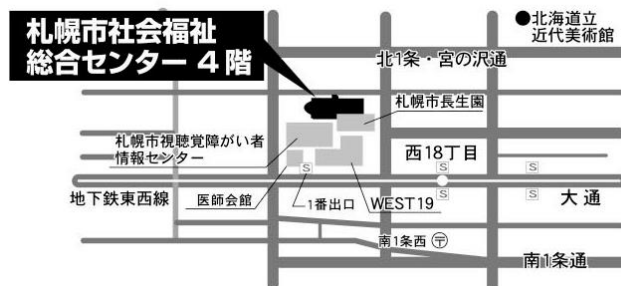 札幌市社会福祉
総合センター 4階
●北海道立
近代美術館
北1条・宮の沢通
札幌市長生園
札幌市視聴覚障がい者
情報センター
西18丁目
S
S
地下鉄東西線
医師会館
1番出口
WEST19
S
S
大通
南1条西〶
南1条通
S